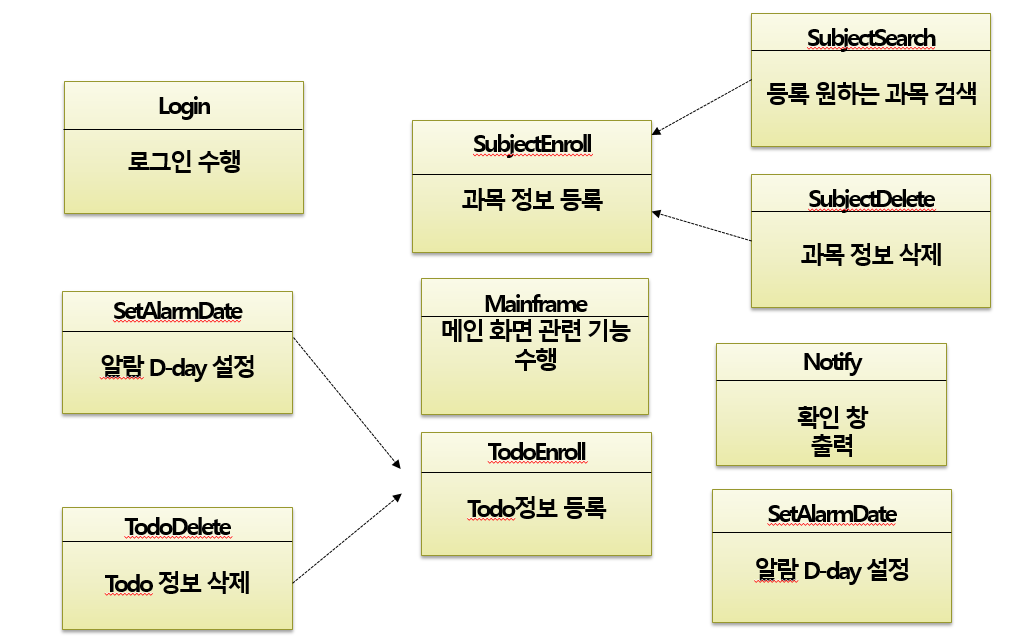 SubjectSearch
등록 원하는 과목 검색
Login
로그인 수행
SubjectEnroll
과목 정보 등록
SubjectDelete
과목 정보 삭제
SetAlarmDate
알람 D-day 설정
Mainframe
메인 화면 관련 기능
수행
Notify
확인 창
출력
TodoEnroll
Todo정보 등록
TodoDelete
Todo 정보 삭제
SetAlarmDate
알람 D-day 설정